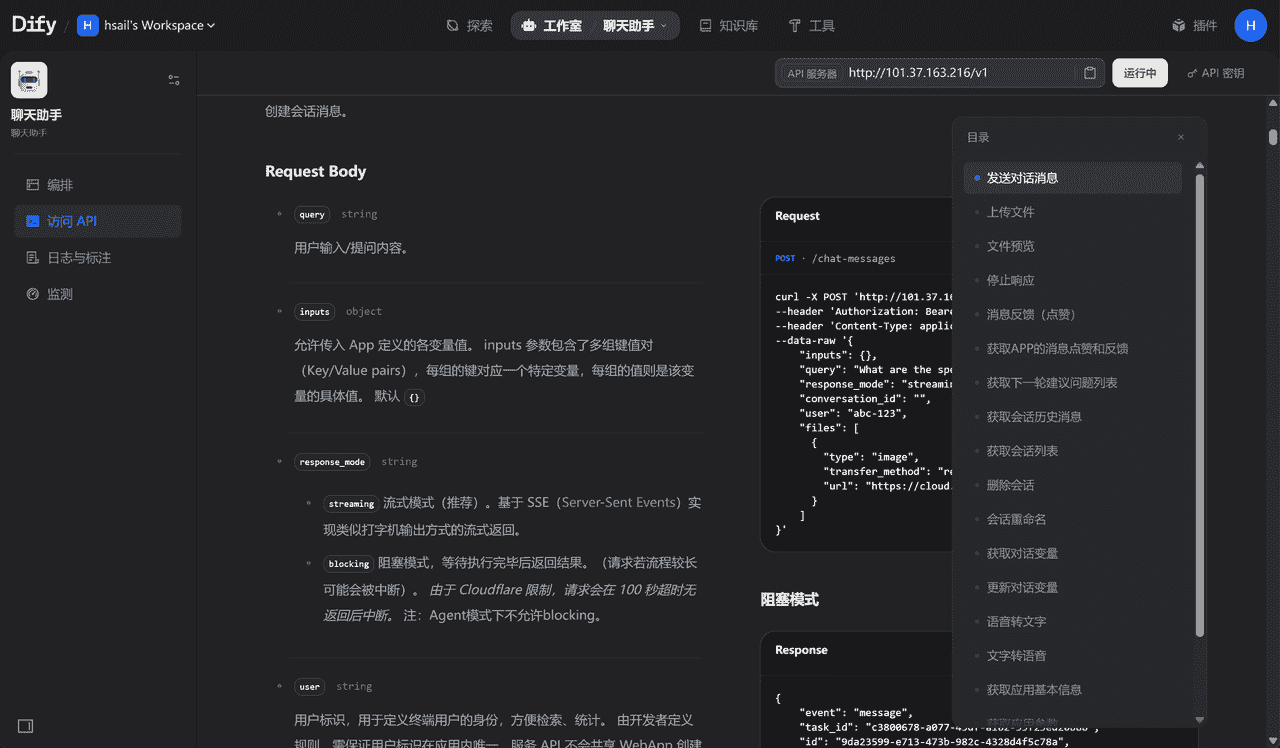 Dify / H hsail's Workspace
探索
工作室 / 聊天助手
知识库
工具
插件
H
聊天助手
聊天助手
编排
访问 API
日志与标注
监测
API 服务器 http://101.37.163.216/v1
运行中
API 密钥
创建会话消息。
Request Body
query string
用户输入/提问内容。
inputs object
允许传入 App 定义的各变量值。 inputs 参数包含了多组键值对
（Key/Value pairs），每组的键对应一个特定变量，每组的值则是该变
量的具体值。 默认 {}
response_mode string
streaming 流式模式（推荐）。基于 SSE（Server-Sent Events）实
现类似打字机输出方式的流式返回。
blocking 阻塞模式，等待执行完毕后返回结果。（请求若流程较长
可能会被中断）。 由于 Cloudflare 限制，请求会在 100 秒超时无
返回后中断。 注：Agent模式下不允许blocking。
user string
用户标识，用于定义终端用户的身份，方便检索、统计。 由开发者定义
规则，需保证用户标识在应用内唯一。服务 API 不会共享 WebApp 创建
Request
POST · /chat-messages
curl -X POST 'http://101.37.16
--header 'Authorization: Beare
--header 'Content-Type: applic
--data-raw '{
"inputs": {},
"query": "What are the spe
"response_mode": "streamin
"conversation_id": "",
"user": "abc-123",
"files": [
{
"type": "image",
"transfer_method": "re
"url": "https://cloud.
}
]
}'
阻塞模式
Response
{
"event": "message",
"task_id": "c3800678-a077-
"id": "9da23599-e713-473b-982c-4328d4f5c78a",
目录
发送对话消息
上传文件
文件预览
停止响应
消息反馈（点赞）
获取APP的消息点赞和反馈
获取下一轮建议问题列表
获取会话历史消息
获取会话列表
删除会话
会话重命名
获取对话变量
更新对话变量
语音转文字
文字转语音
获取应用基本信息
获取应用参数